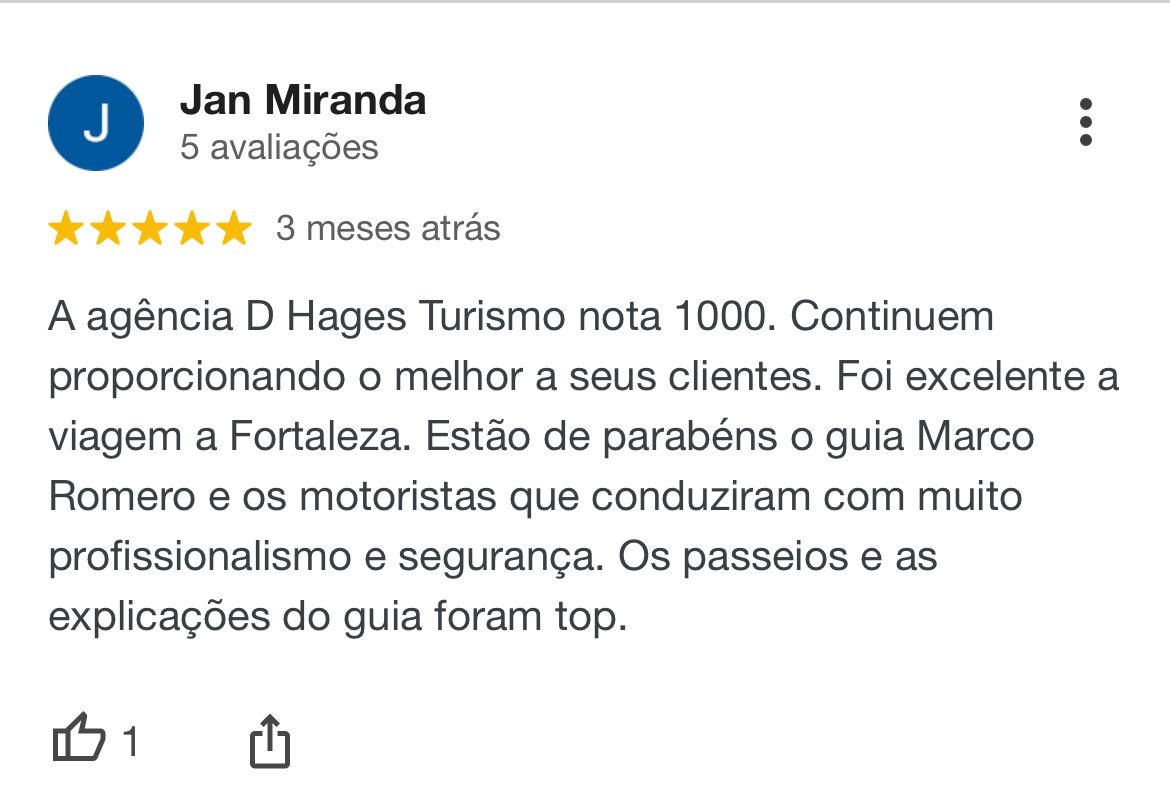 J
Jan Miranda
5 avaliações
3 meses atrás
A agência D Hages Turismo nota 1000. Continuem
proporcionando o melhor a seus clientes. Foi excelente a
viagem a Fortaleza. Estão de parabéns o guia Marco
Romero e os motoristas que conduziram com muito
profissionalismo e segurança. Os passeios e as
explicações do guia foram top.
1